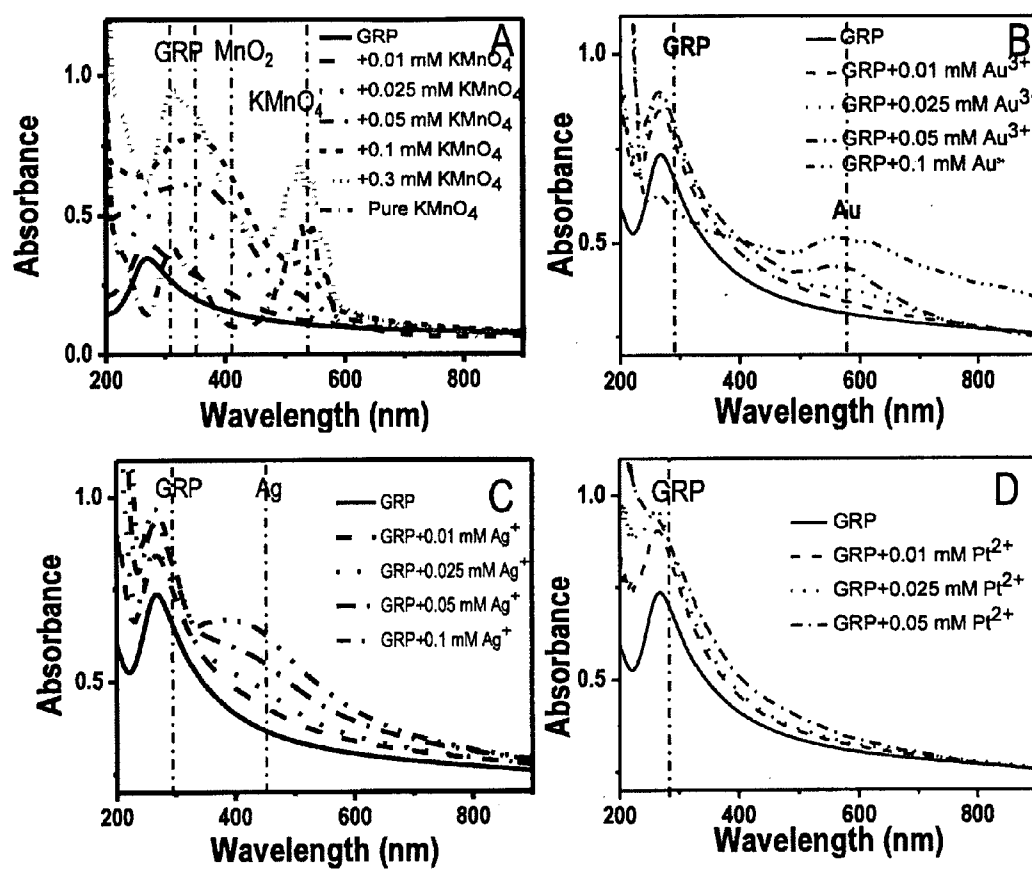 A
GRP MnO2
KMnO4
GRP
+0.01 mM KMnO4
+0.025 mM KMnO4
+0.05 mM KMnO4
+0.1 mM KMnO4
+0.3 mM KMnO4
Pure KMnO4
1.0
0.5
0.0
Absorbance
200 400 600 800
Wavelength (nm)
B
GRP
Au
GRP
GRP+0.01 mM Au3+
GRP+0.025 mM Au3+
GRP+0.05 mM Au3+
GRP+0.1 mM Au3+
1.0
0.5
Absorbance
200 400 600 800
Wavelength (nm)
C
GRP Ag
GRP
GRP+0.01 mM Ag+
GRP+0.025 mM Ag+
GRP+0.05 mM Ag+
GRP+0.1 mM Ag+
1.0
0.5
Absorbance
200 400 600 800
Wavelength (nm)
D
GRP
GRP
GRP+0.01 mM Pt2+
GRP+0.025 mM Pt2+
GRP+0.05 mM Pt2+
1.0
0.5
Absorbance
200 400 600 800
Wavelength (nm)